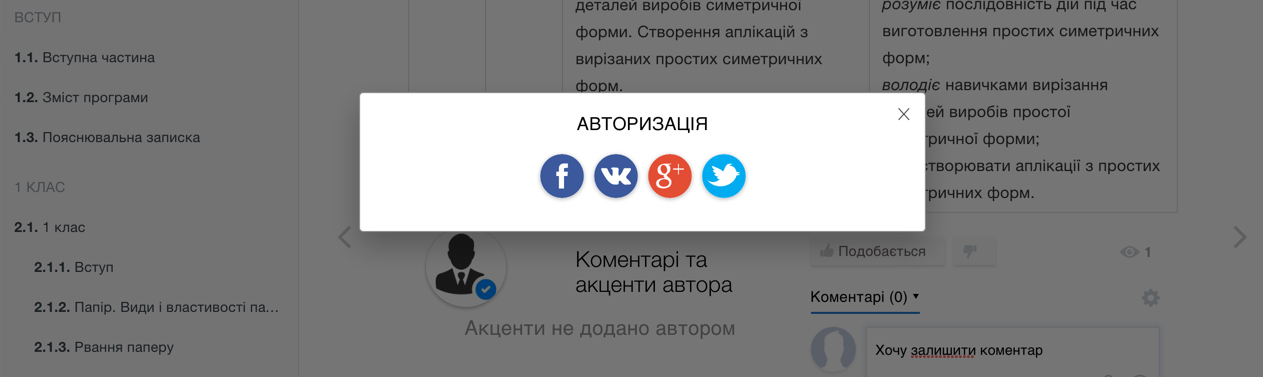 ВСТУП
1.1. Вступна частина
1.2. Зміст програми
1.3. Пояснювальна записка
1 КЛАС
2.1. 1 клас
2.1.1. Вступ
2.1.2. Папір. Види і властивості па…
2.1.3. Рвання паперу
деталей виробів симетричної
форми. Створення аплікацій з
вирізаних простих симетричних
форм.
розуміє послідовність дій під час
виготовлення простих симетричних
форм;
володіє навичками вирізання
виробів простої
форми;
створювати аплікації з простих
форм.
АВТОРИЗАЦІЯ
f
g+
Коментарі та
акценти автора
Акценти не додано автором
Подобається
1
Коментарі (0)
Хочу залишити коментар